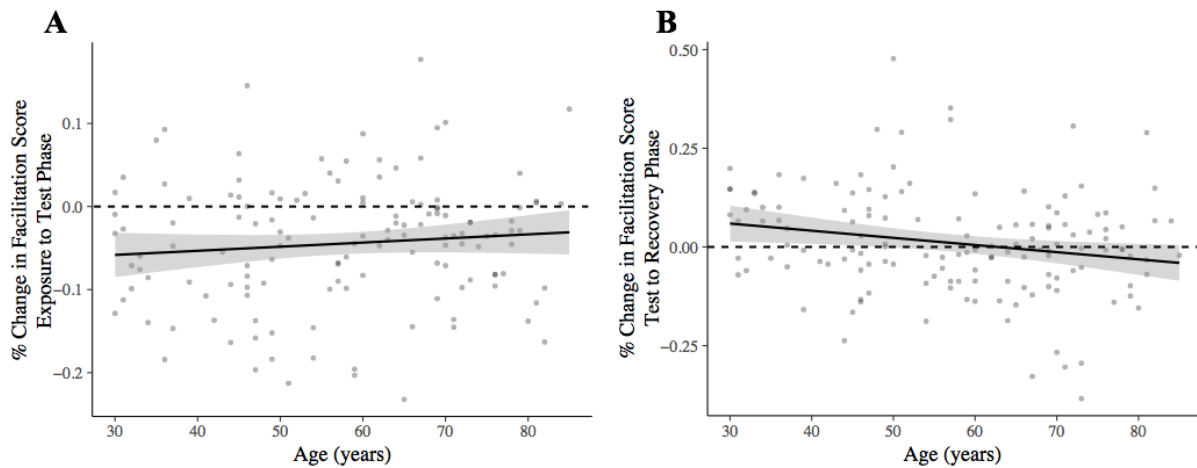 A
% Change in Facilitation Score
Exposure to Test Phase
0.1
0.0
−0.1
−0.2
30 40 50 60 70 80
Age (years)
B
% Change in Facilitation Score
Test to Recovery Phase
0.50
0.25
0.00
−0.25
30 40 50 60 70 80
Age (years)